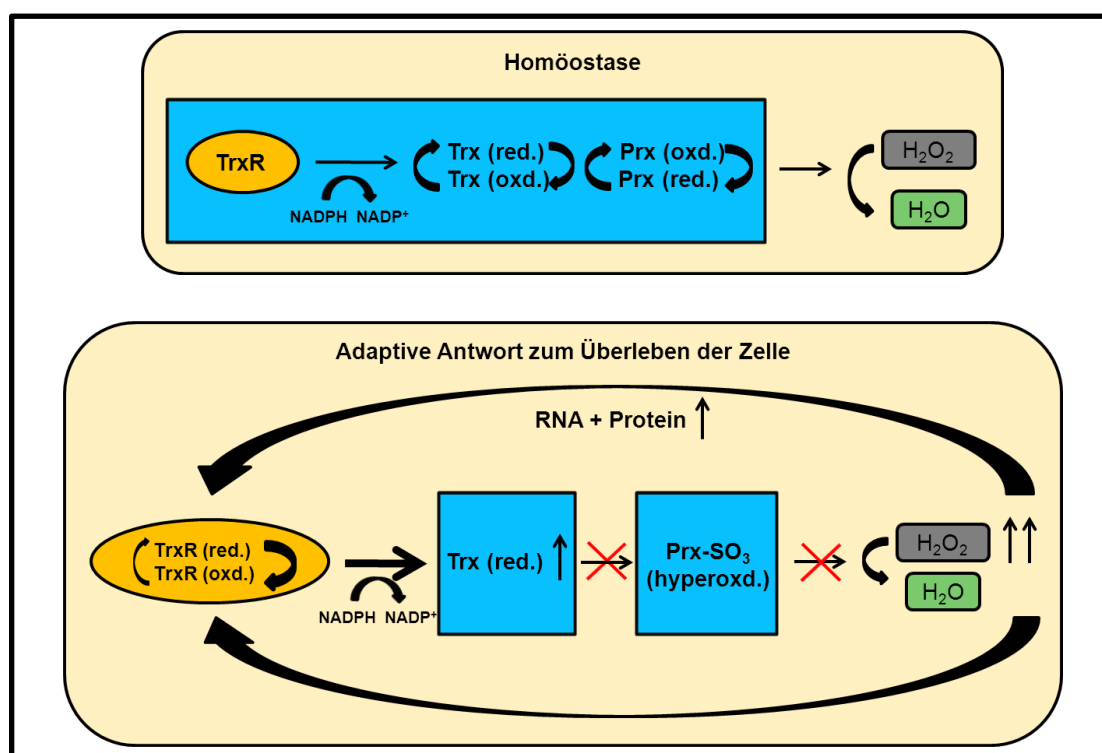 Homöostase
TrxR
NADPH NADP⁺
Trx (red.)
Trx (oxd.)
Prx (oxd.)
Prx (red.)
H₂O₂
H₂O
Adaptive Antwort zum Überleben der Zelle
RNA + Protein
TrxR (red.)
TrxR (oxd.)
NADPH NADP⁺
Trx (red.)
Prx-SO₃
(hyperoxd.)
H₂O₂
H₂O